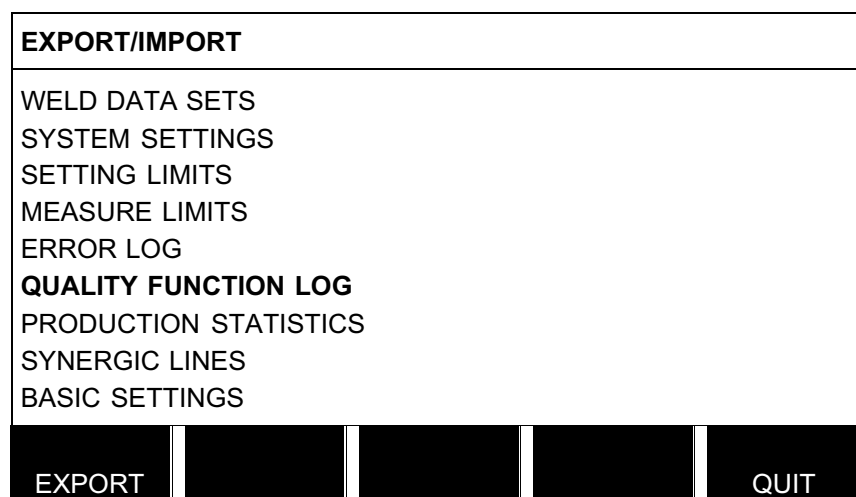 EXPORT/IMPORT
WELD DATA SETS
SYSTEM SETTINGS
SETTING LIMITS
MEASURE LIMITS
ERROR LOG
QUALITY FUNCTION LOG
PRODUCTION STATISTICS
SYNERGIC LINES
BASIC SETTINGS
EXPORT QUIT